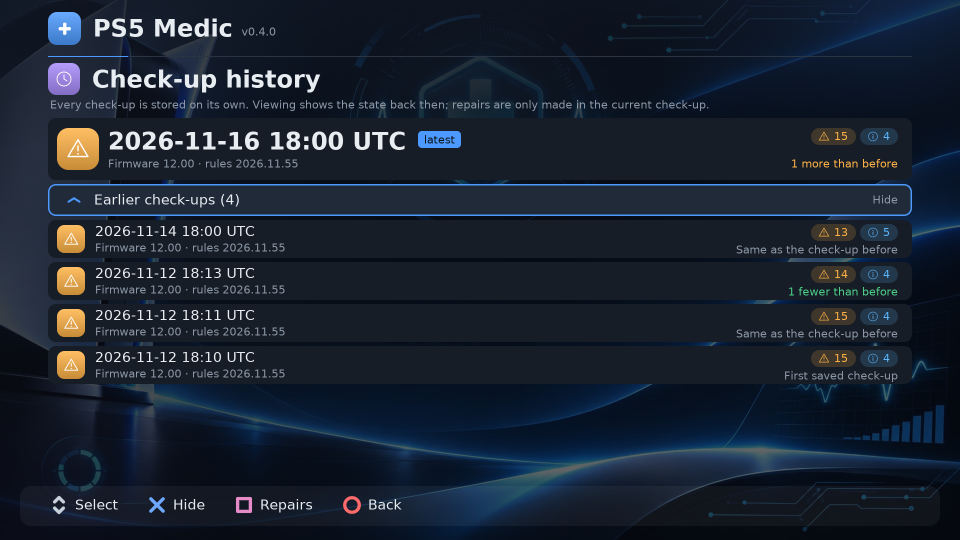 PS5 Medic v0.4.0
Check-up history
Every check-up is stored on its own. Viewing shows the state back then; repairs are only made in the current check-up.
2026-11-16 18:00 UTC latest 15 4
Firmware 12.00 · rules 2026.11.55 1 more than before
Earlier check-ups (4) Hide
2026-11-14 18:00 UTC 13 5
Firmware 12.00 · rules 2026.11.55 Same as the check-up before
2026-11-12 18:13 UTC 14 4
Firmware 12.00 · rules 2026.11.55 1 fewer than before
2026-11-12 18:11 UTC 15 4
Firmware 12.00 · rules 2026.11.55 Same as the check-up before
2026-11-12 18:10 UTC 15 4
Firmware 12.00 · rules 2026.11.55 First saved check-up
Select Hide Repairs Back